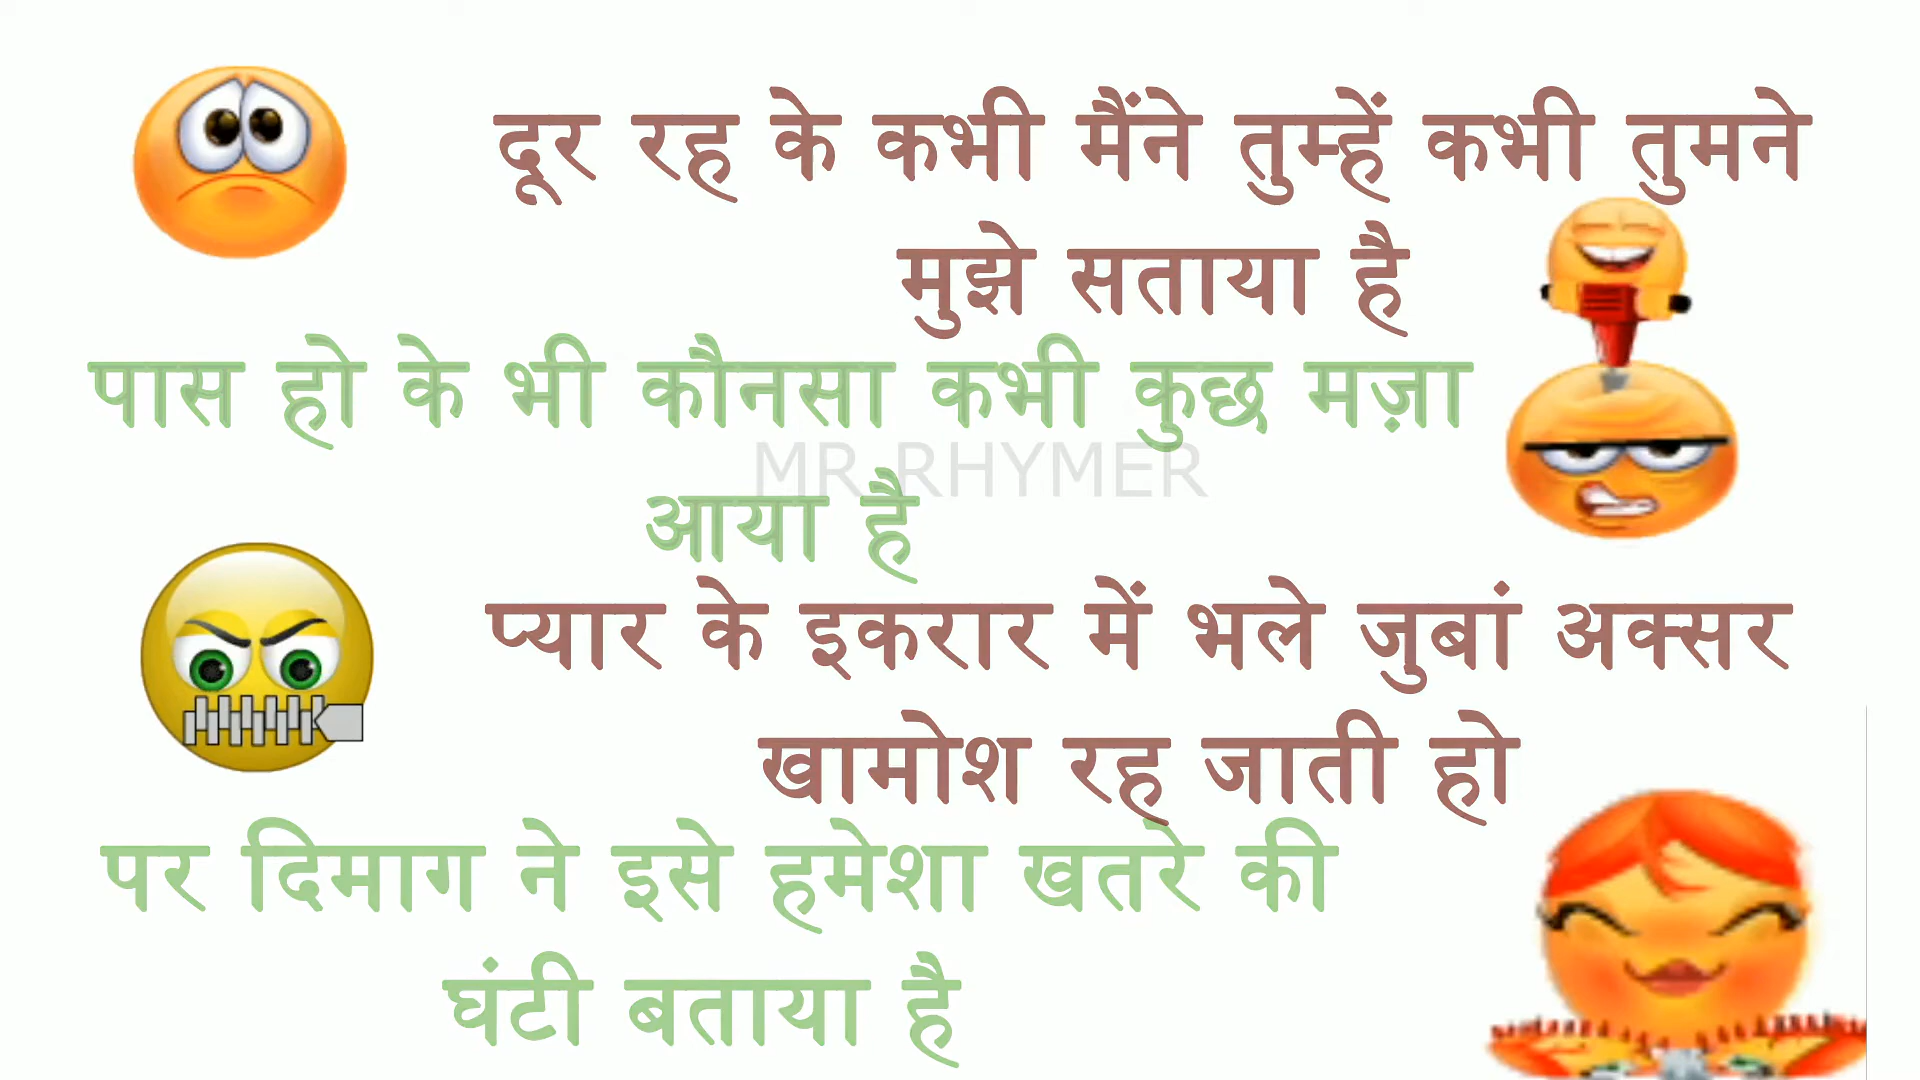 दूर रह के कभी मैंने तुम्हें कभी तुमने
मुझे सताया है
पास हो के भी कौनसा कभी कुछ मज़ा
MR.RHYMER
आया है
प्यार के इकरार में भले जुबां अक्सर
खामोश रह जाती हो
पर दिमाग ने इसे हमेशा खतरे की
घंटी बताया है